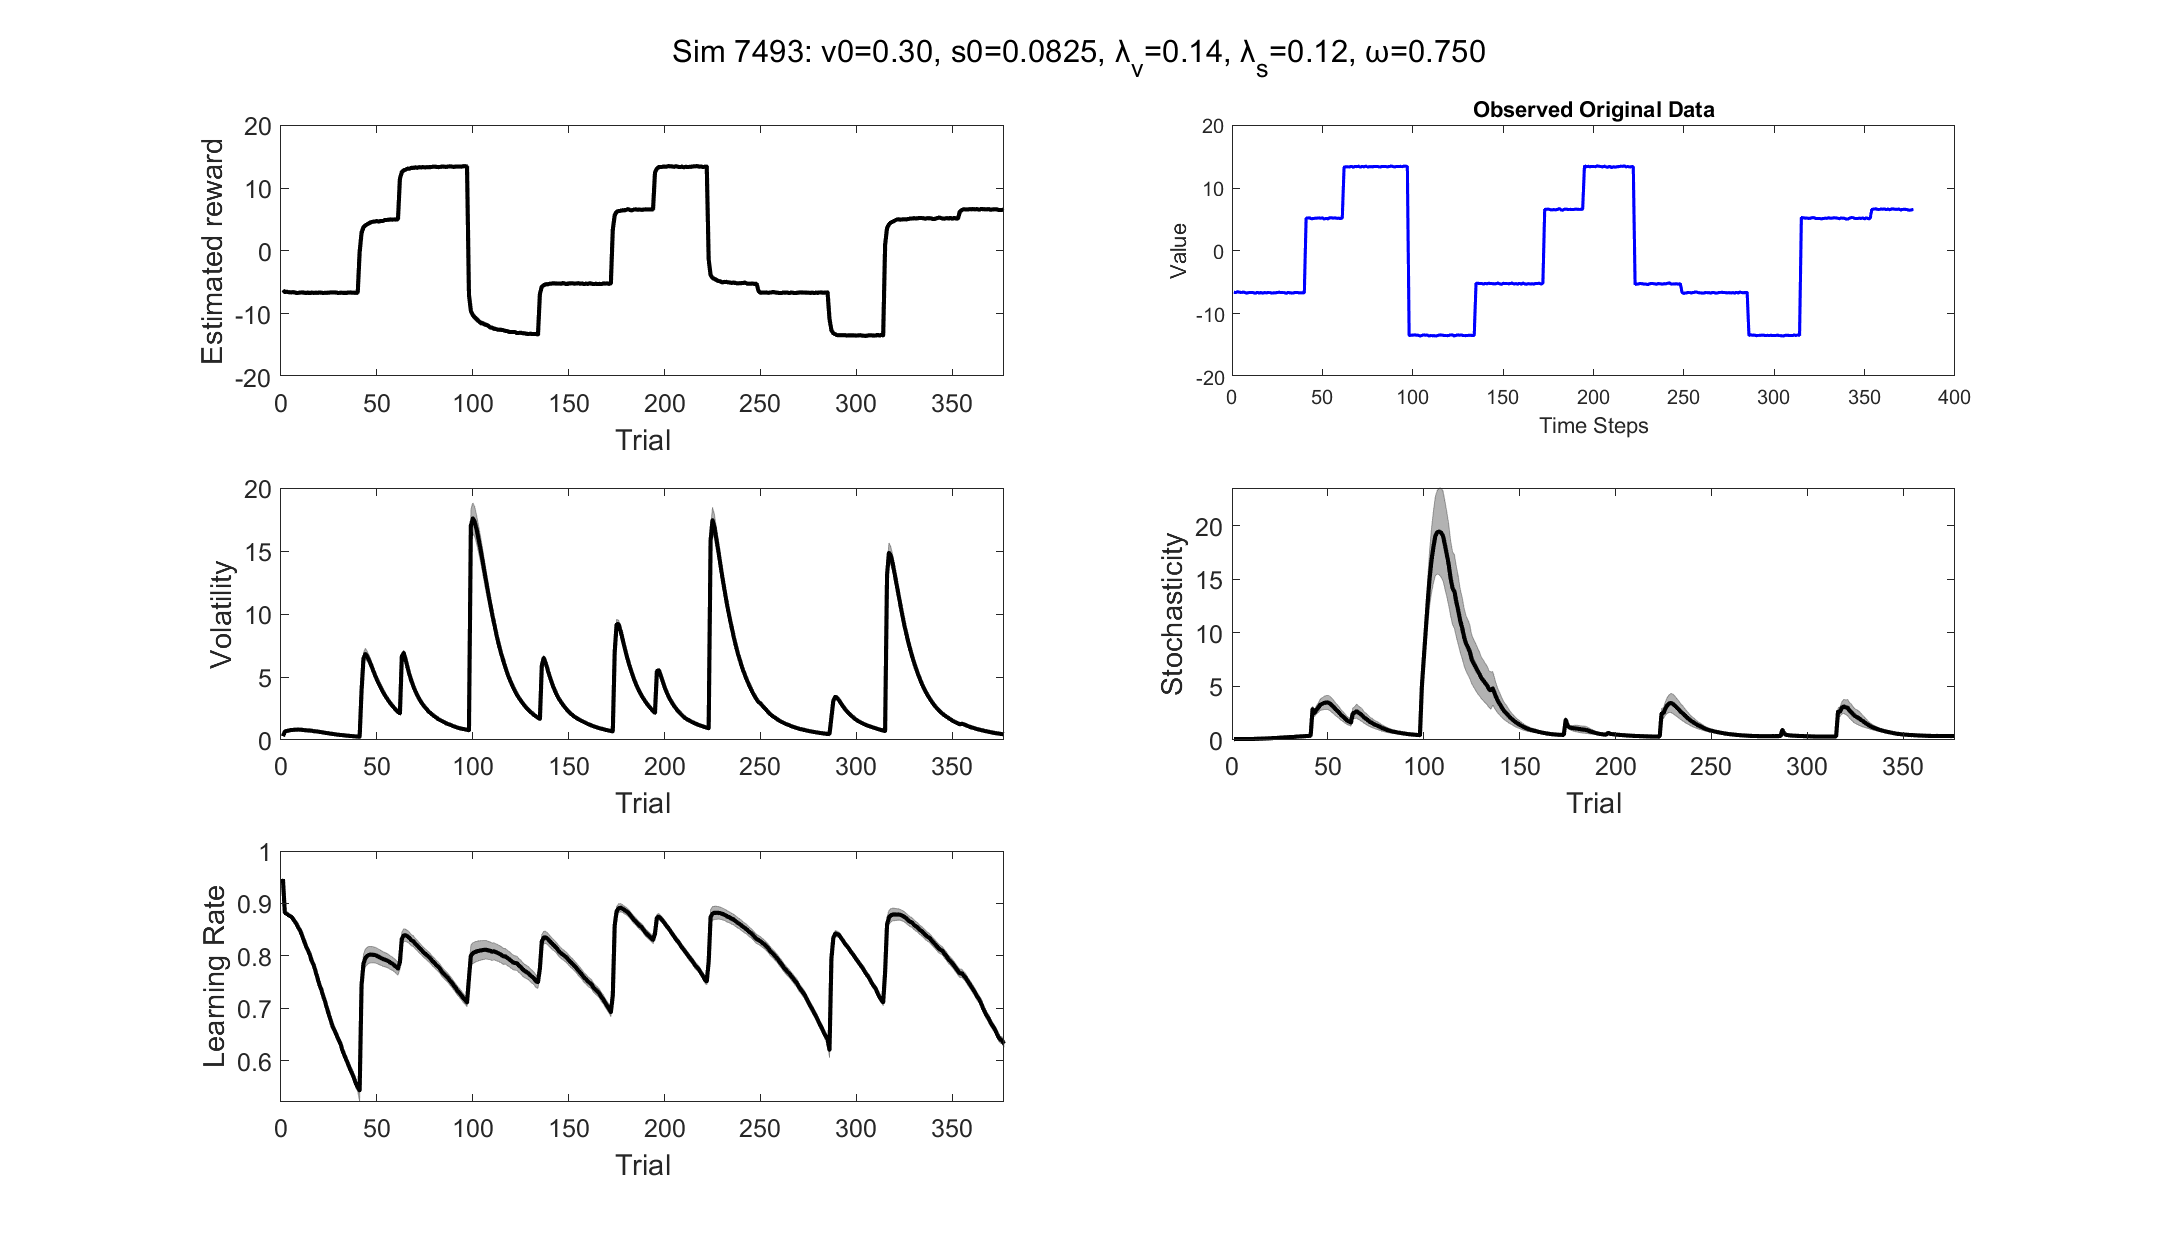 Sim 7493: v0=0.30, s0=0.0825, λ_v=0.14, λ_s=0.12, ω=0.750
20
10
0
-10
-20
Estimated reward
0 50 100 150 200 250 300 350
Trial
Observed Original Data
20
10
0
-10
-20
Value
0 50 100 150 200 250 300 350 400
Time Steps
20
15
10
5
0
Volatility
0 50 100 150 200 250 300 350
Trial
20
15
10
5
0
Stochasticity
0 50 100 150 200 250 300 350
Trial
1
0.9
0.8
0.7
0.6
Learning Rate
0 50 100 150 200 250 300 350
Trial